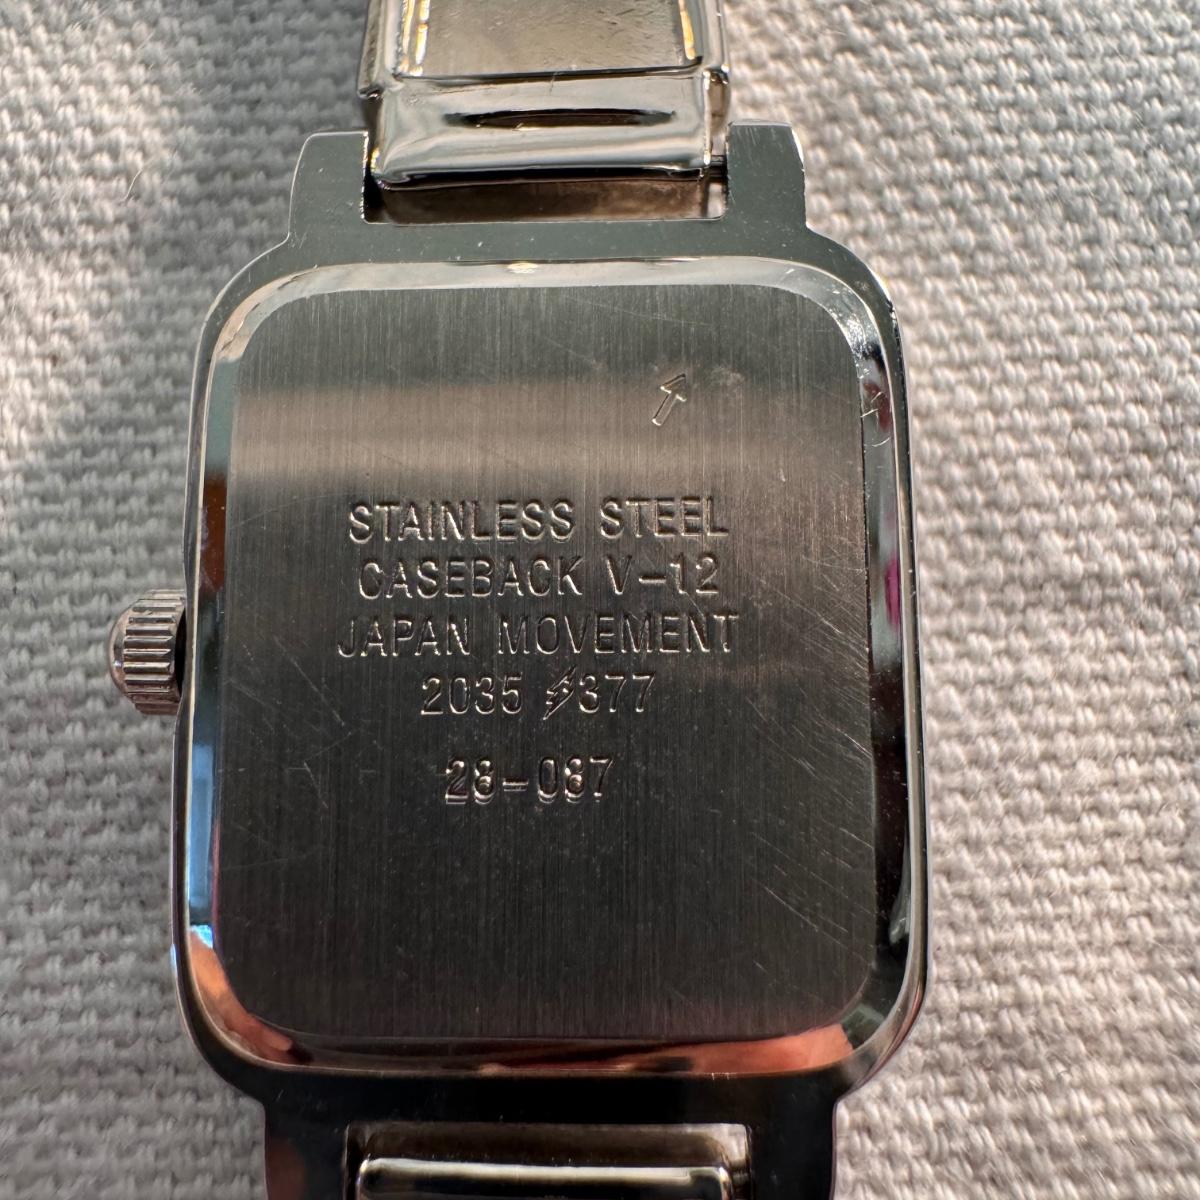 STAINLESS STEEL
CASEBACK V-12
JAPAN MOVEMENT
2035 377
28-087